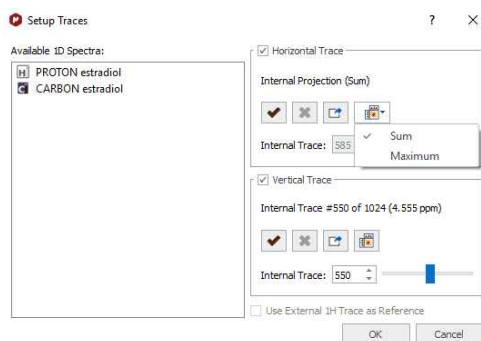 Setup Traces
?
Available 1D Spectra:
H PROTON estradiol
C CARBON estradiol
Horizontal Trace
Internal Projection (Sum)
Internal Trace: 585
Sum
Maximum
Vertical Trace
Internal Trace #550 of 1024 (4.555 ppm)
Internal Trace: 550
Use External 1H Trace as Reference
OK Cancel